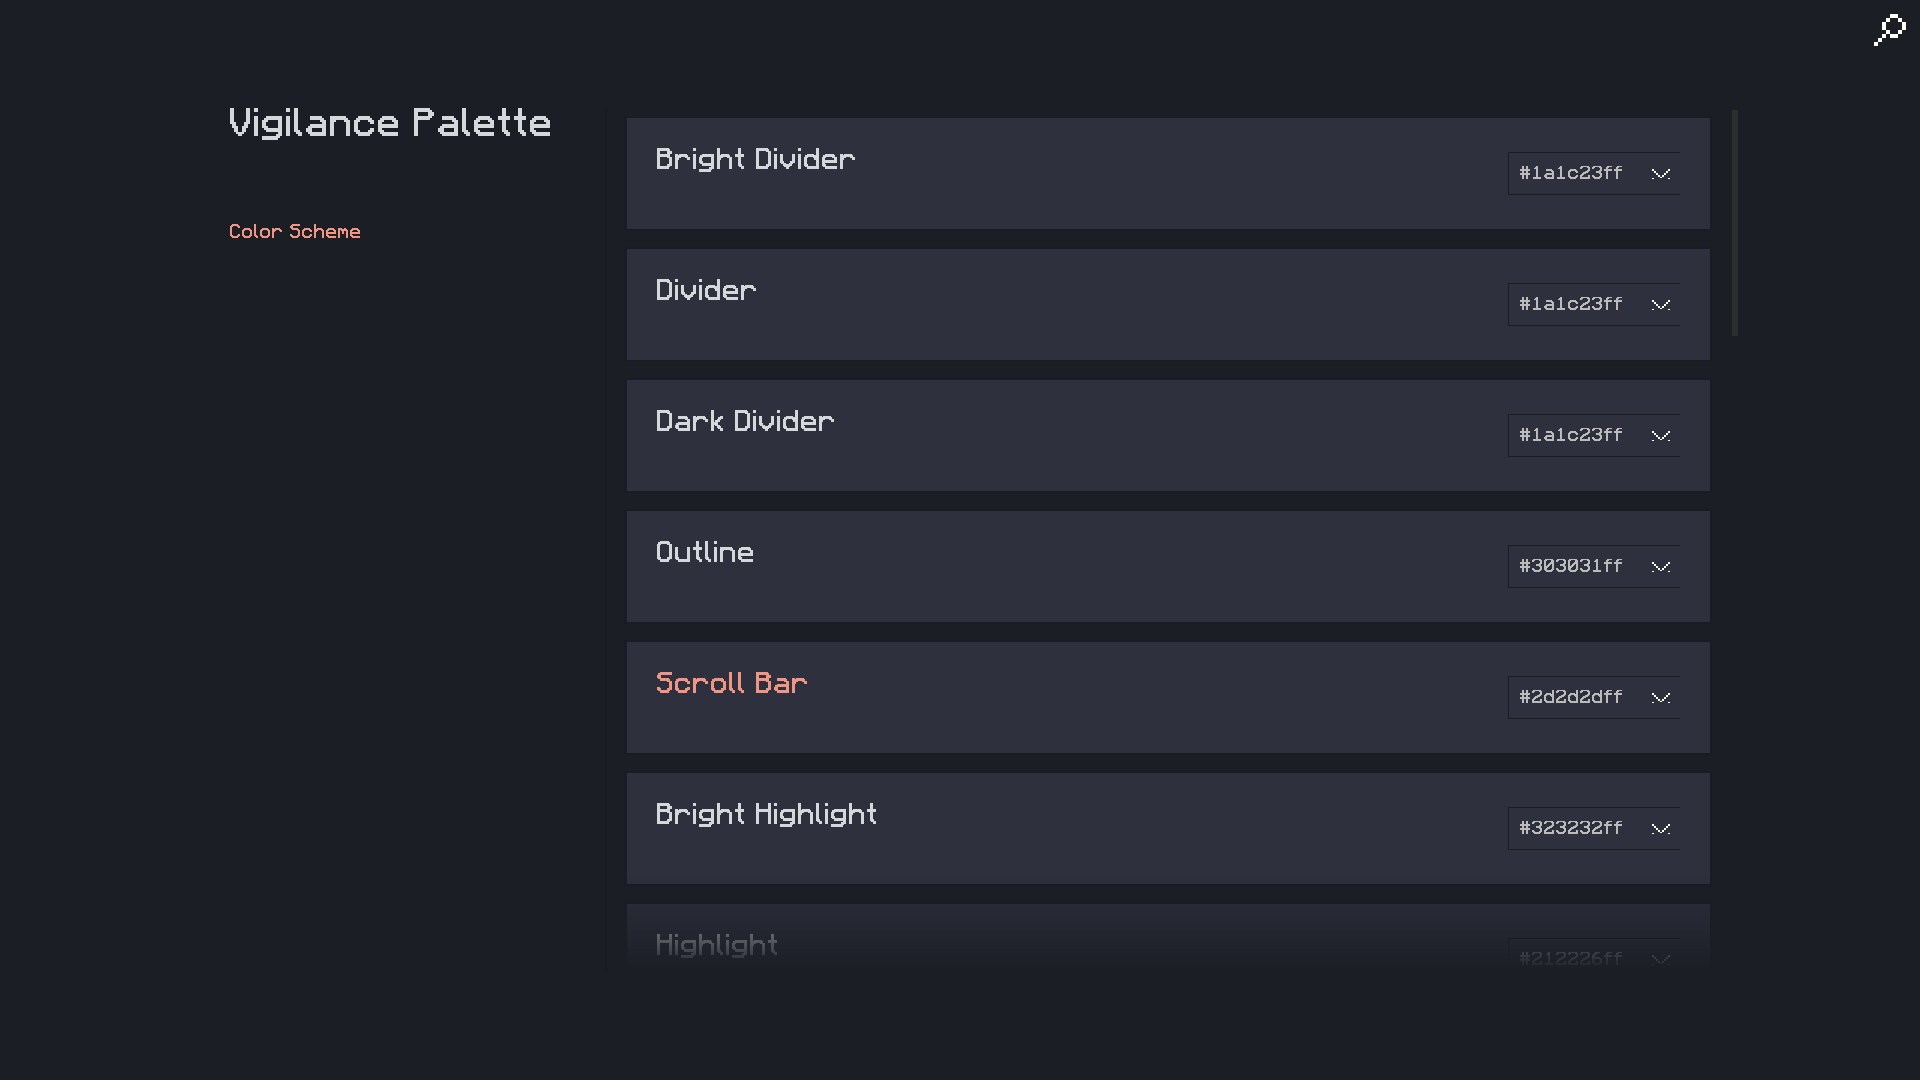 Vigilance Palette
Color Scheme
Bright Divider
#1a1c23ff
Divider
#1a1c23ff
Dark Divider
#1a1c23ff
Outline
#303031ff
Scroll Bar
#2d2d2dff
Bright Highlight
#323232ff
Highlight
#212226ff